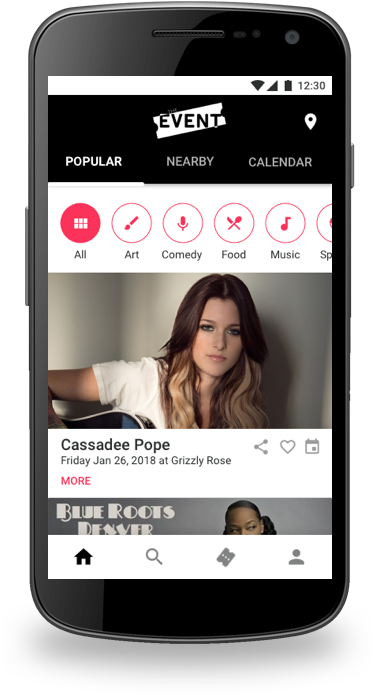 12:30
THE
EVENT
POPULAR
NEARBY
CALENDAR
All
Art
Comedy
Food
Music
Sp
Cassadee Pope
Friday Jan 26, 2018 at Grizzly Rose
MORE
BLUE ROOTS
DENVER